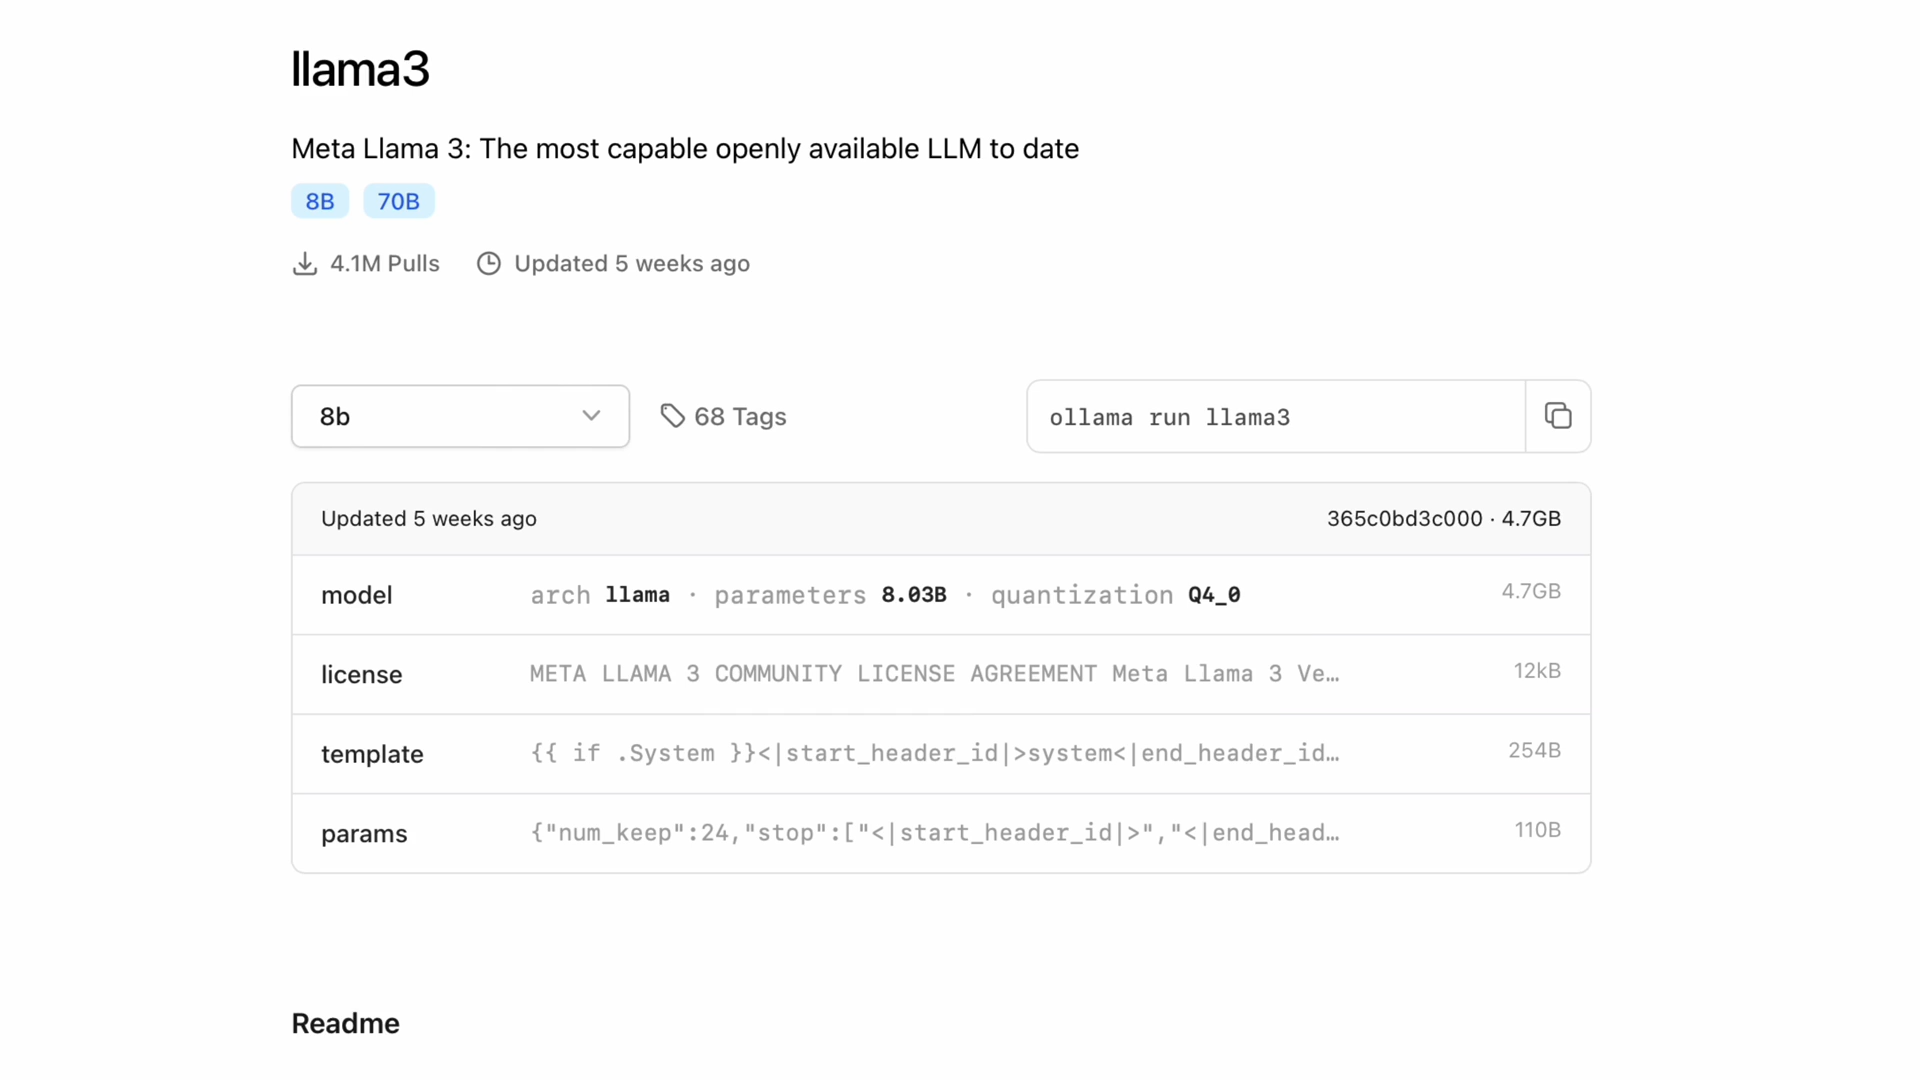 llama3
Meta Llama 3: The most capable openly available LLM to date
8B 70B
4.1M Pulls Updated 5 weeks ago
8b 68 Tags ollama run llama3
Updated 5 weeks ago 365c0bd3c000 · 4.7GB
model arch llama · parameters 8.03B · quantization Q4_0 4.7GB
license META LLAMA 3 COMMUNITY LICENSE AGREEMENT Meta Llama 3 Ve… 12kB
template {{ if .System }}<|start_header_id|>system<|end_header_id… 254B
params {"num_keep":24,"stop":["<|start_header_id|>","<|end_head… 110B
Readme